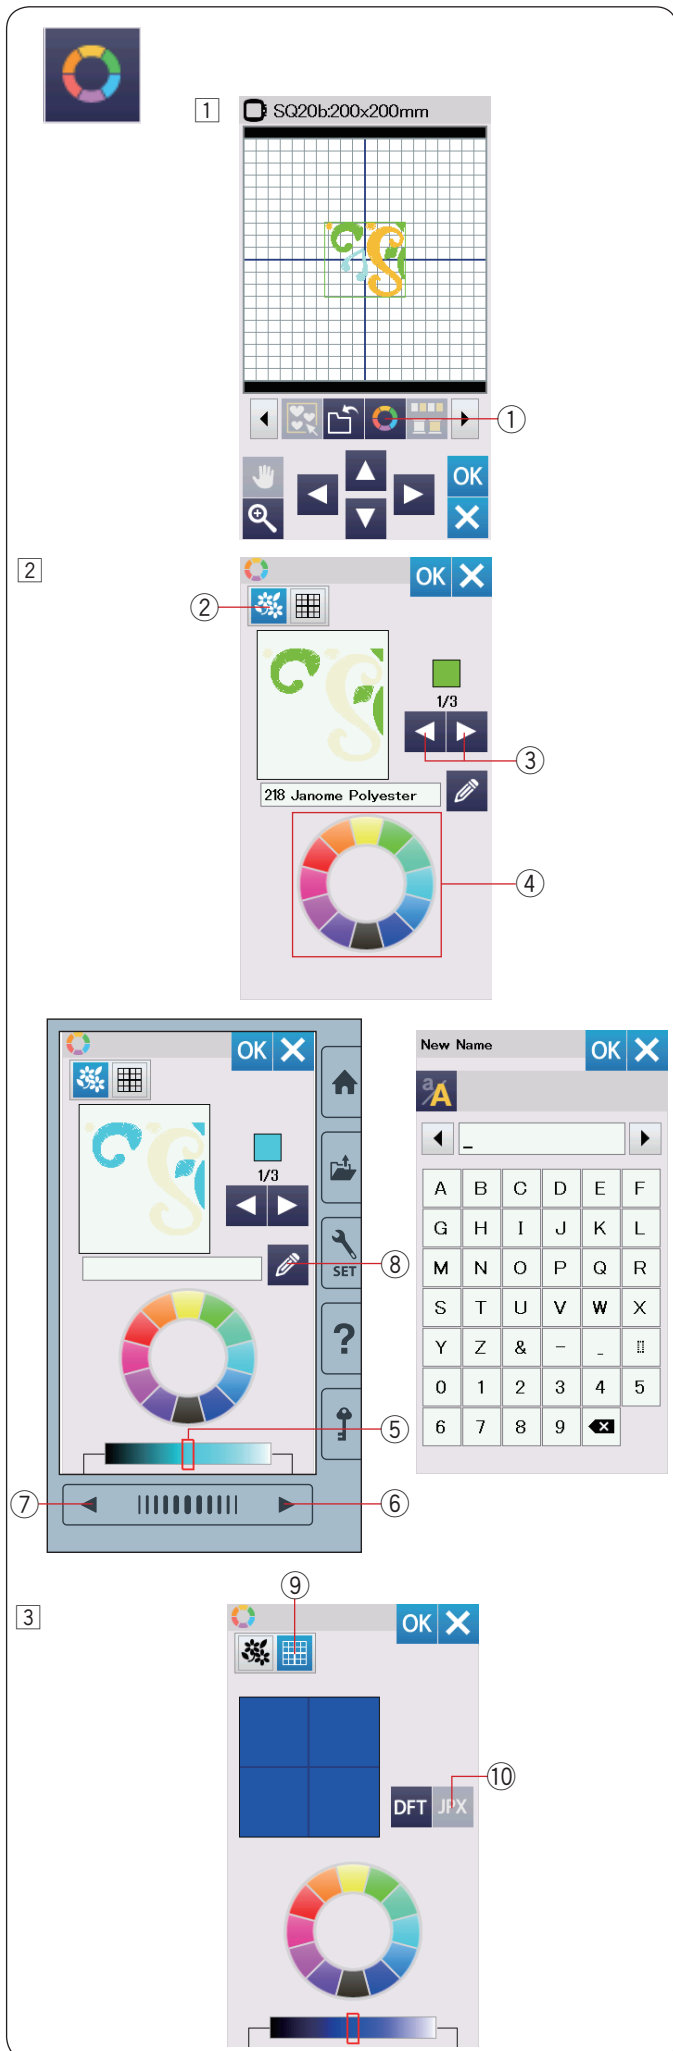 1
SQ20b:200x200mm
①
OK
2
OK
②
1/3
③
218 Janome Polyester
④
OK
1/3
⑧
SET
?
⑤
⑦
⑥
New Name
OK
a/A
_
A B C D E F
G H I J K L
M N O P Q R
S T U V W X
Y Z & - _
0 1 2 3 4 5
6 7 8 9
3
⑨
OK
⑩
DFT JPX